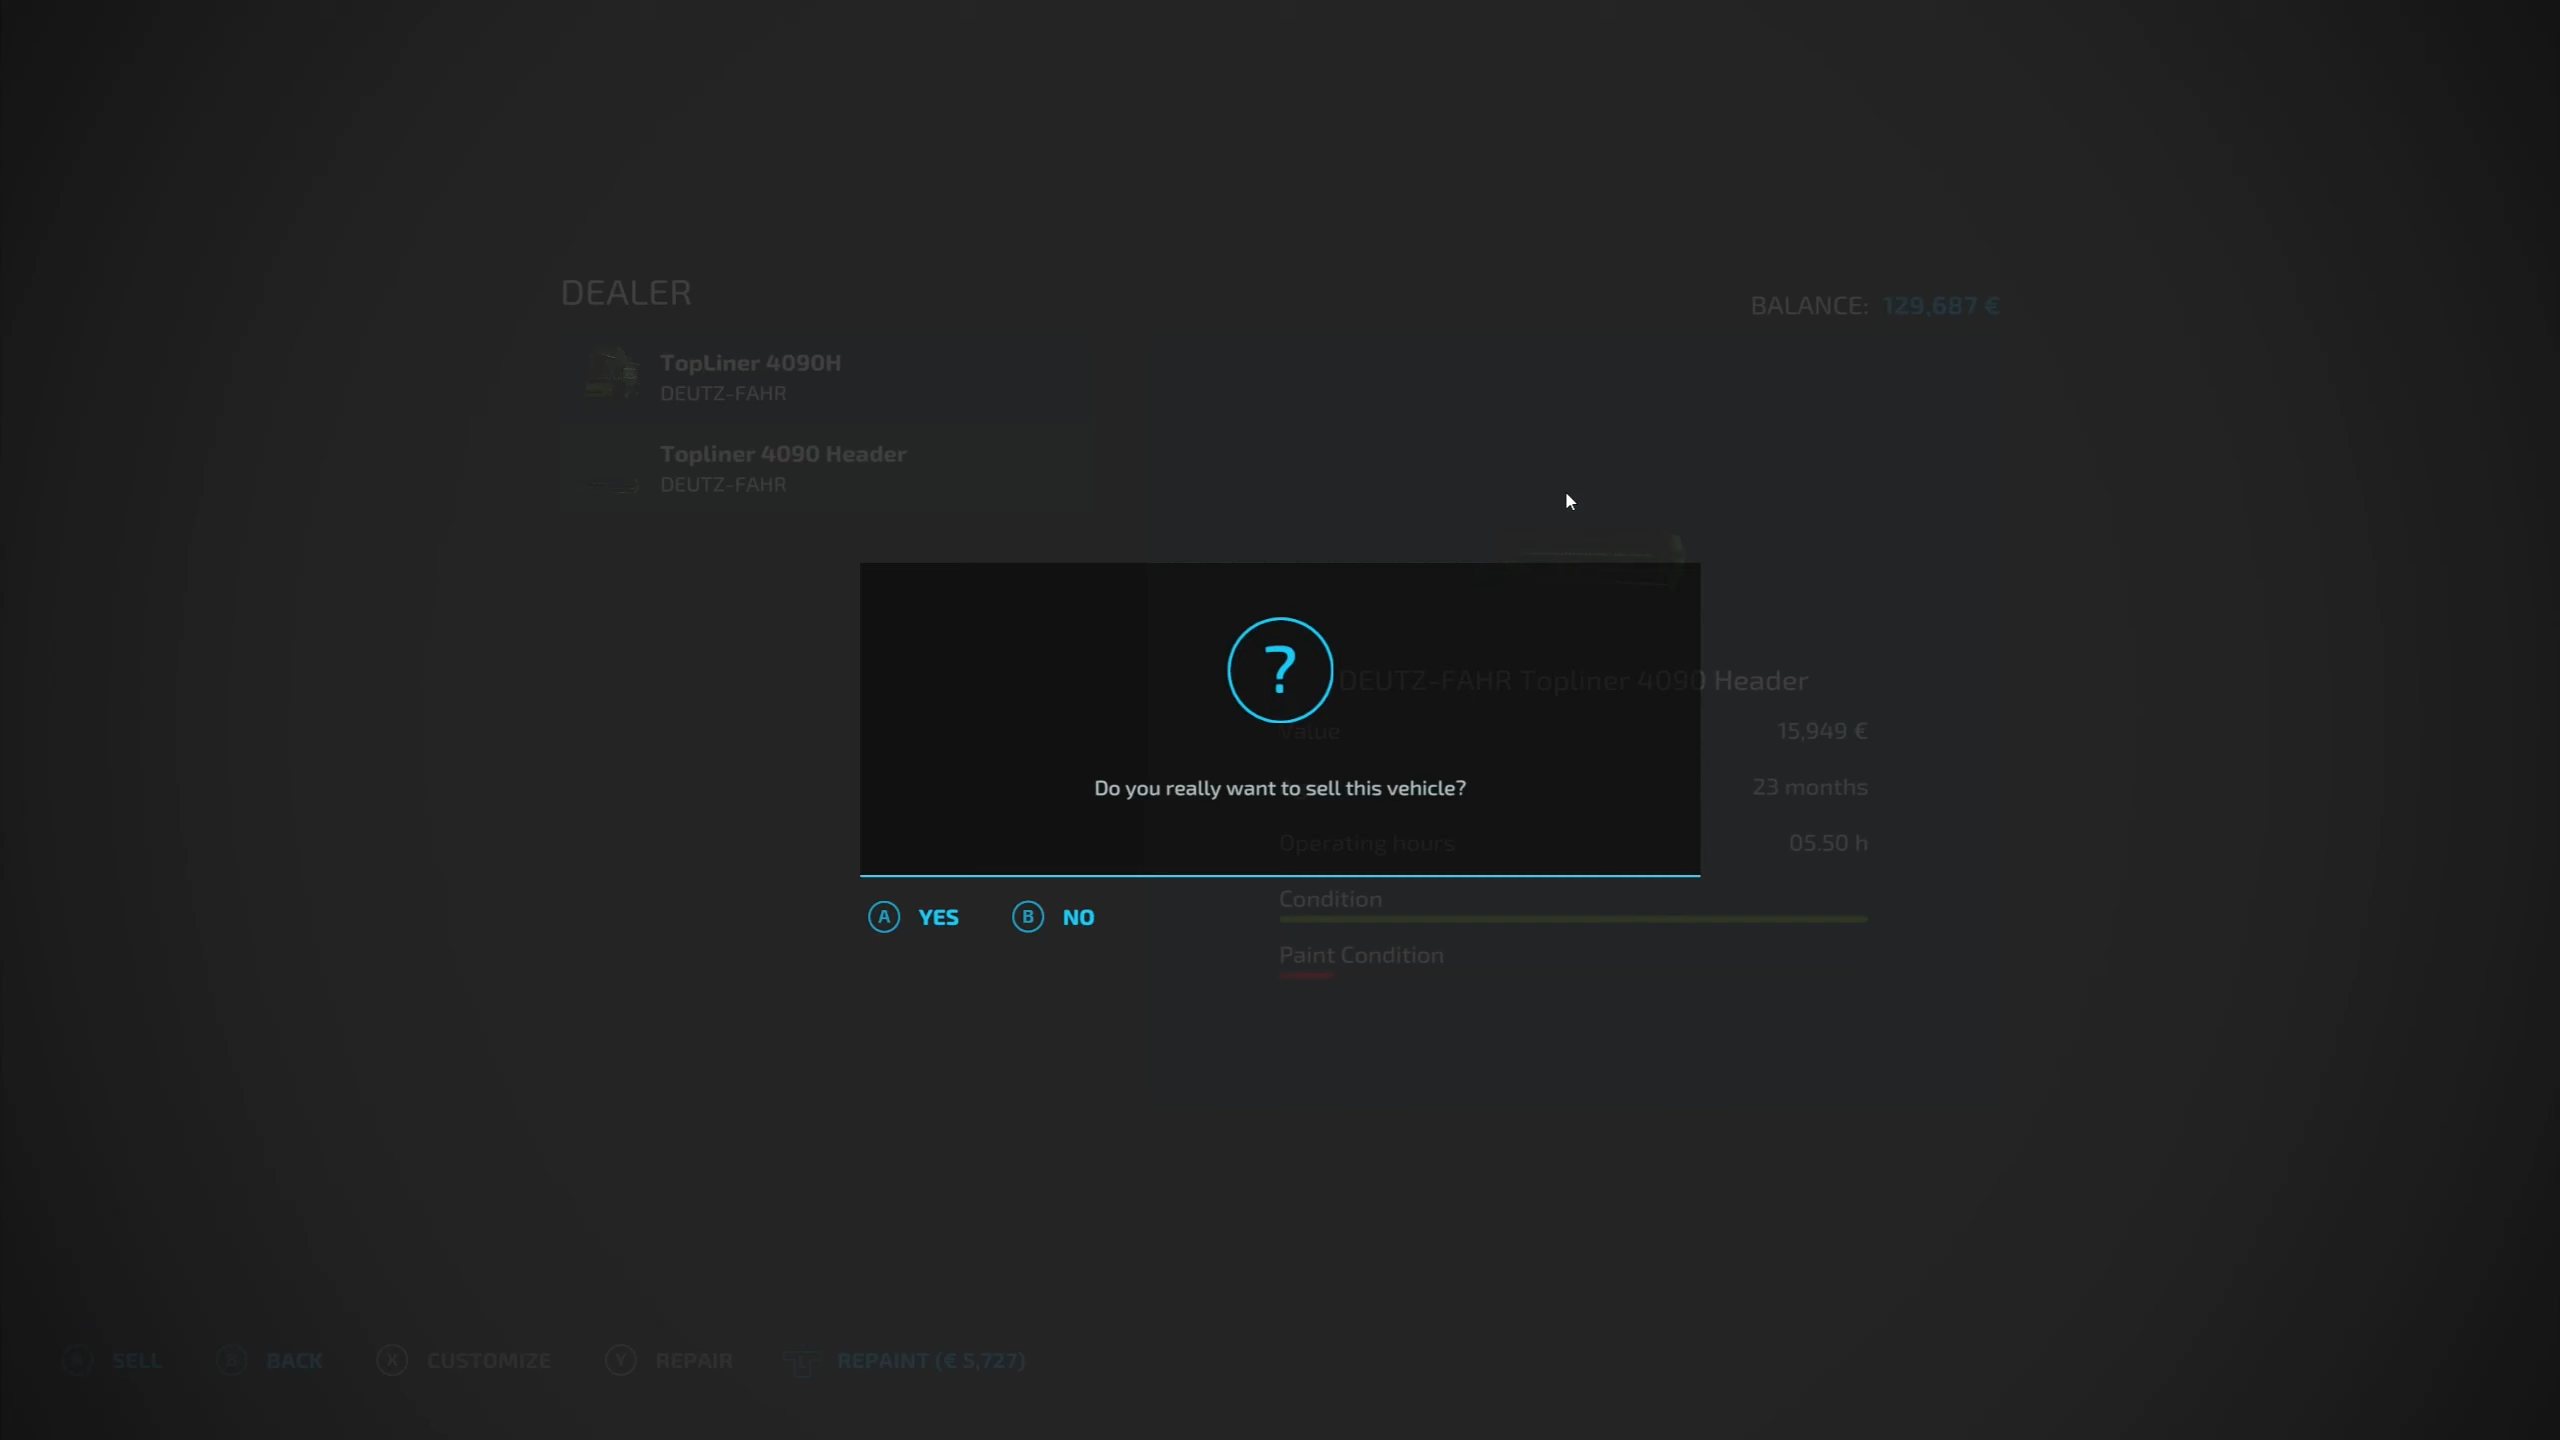 DEALER
BALANCE: 129,687 €
TopLiner 4090H
DEUTZ-FAHR
Topliner 4090 Header
DEUTZ-FAHR
?
DEUTZ-FAHR Topliner 4090 Header
Value 15,949 €
Do you really want to sell this vehicle?
23 months
Operating hours 05.50 h
Condition
A YES B NO
Paint Condition
SELL BACK X CUSTOMIZE Y REPAIR REPAINT (€ 5,727)